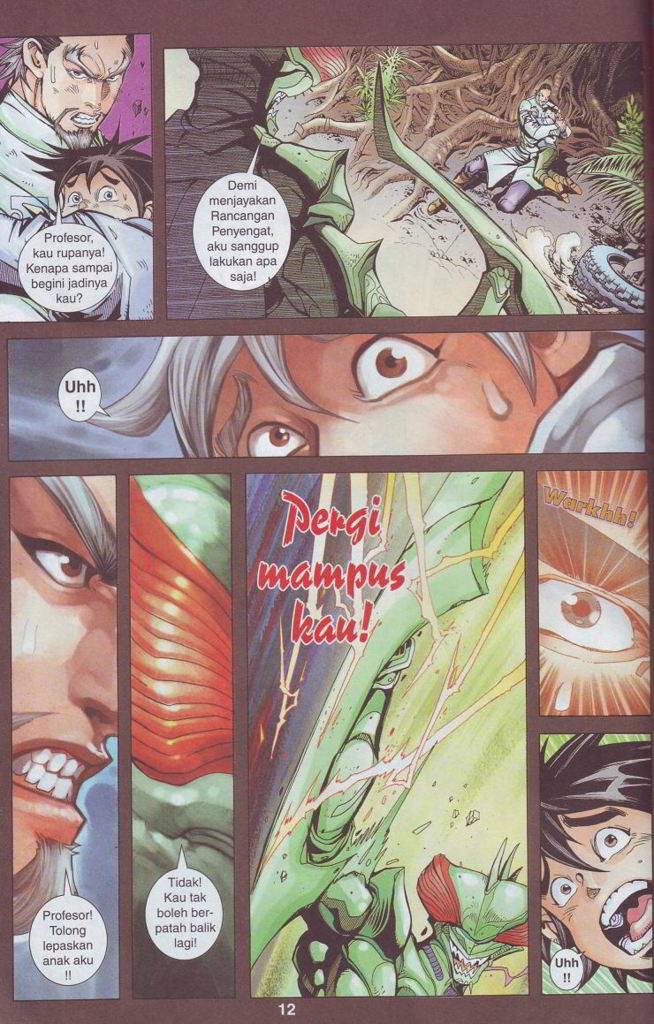 Profesor,
kau rupanya!
Kenapa sampai
begini jadinya
kau?
Demi
menjayakan
Rancangan
Penyengat,
aku sanggup
lakukan apa
saja!
Uhh
!!
Profesor!
Tolong
lepaskan
anak aku
!!
Tidak!
Kau tak
boleh ber-
patah balik
lagi!
Pergi
mampus
kau!
Warkhh!
Uhh
!!
12